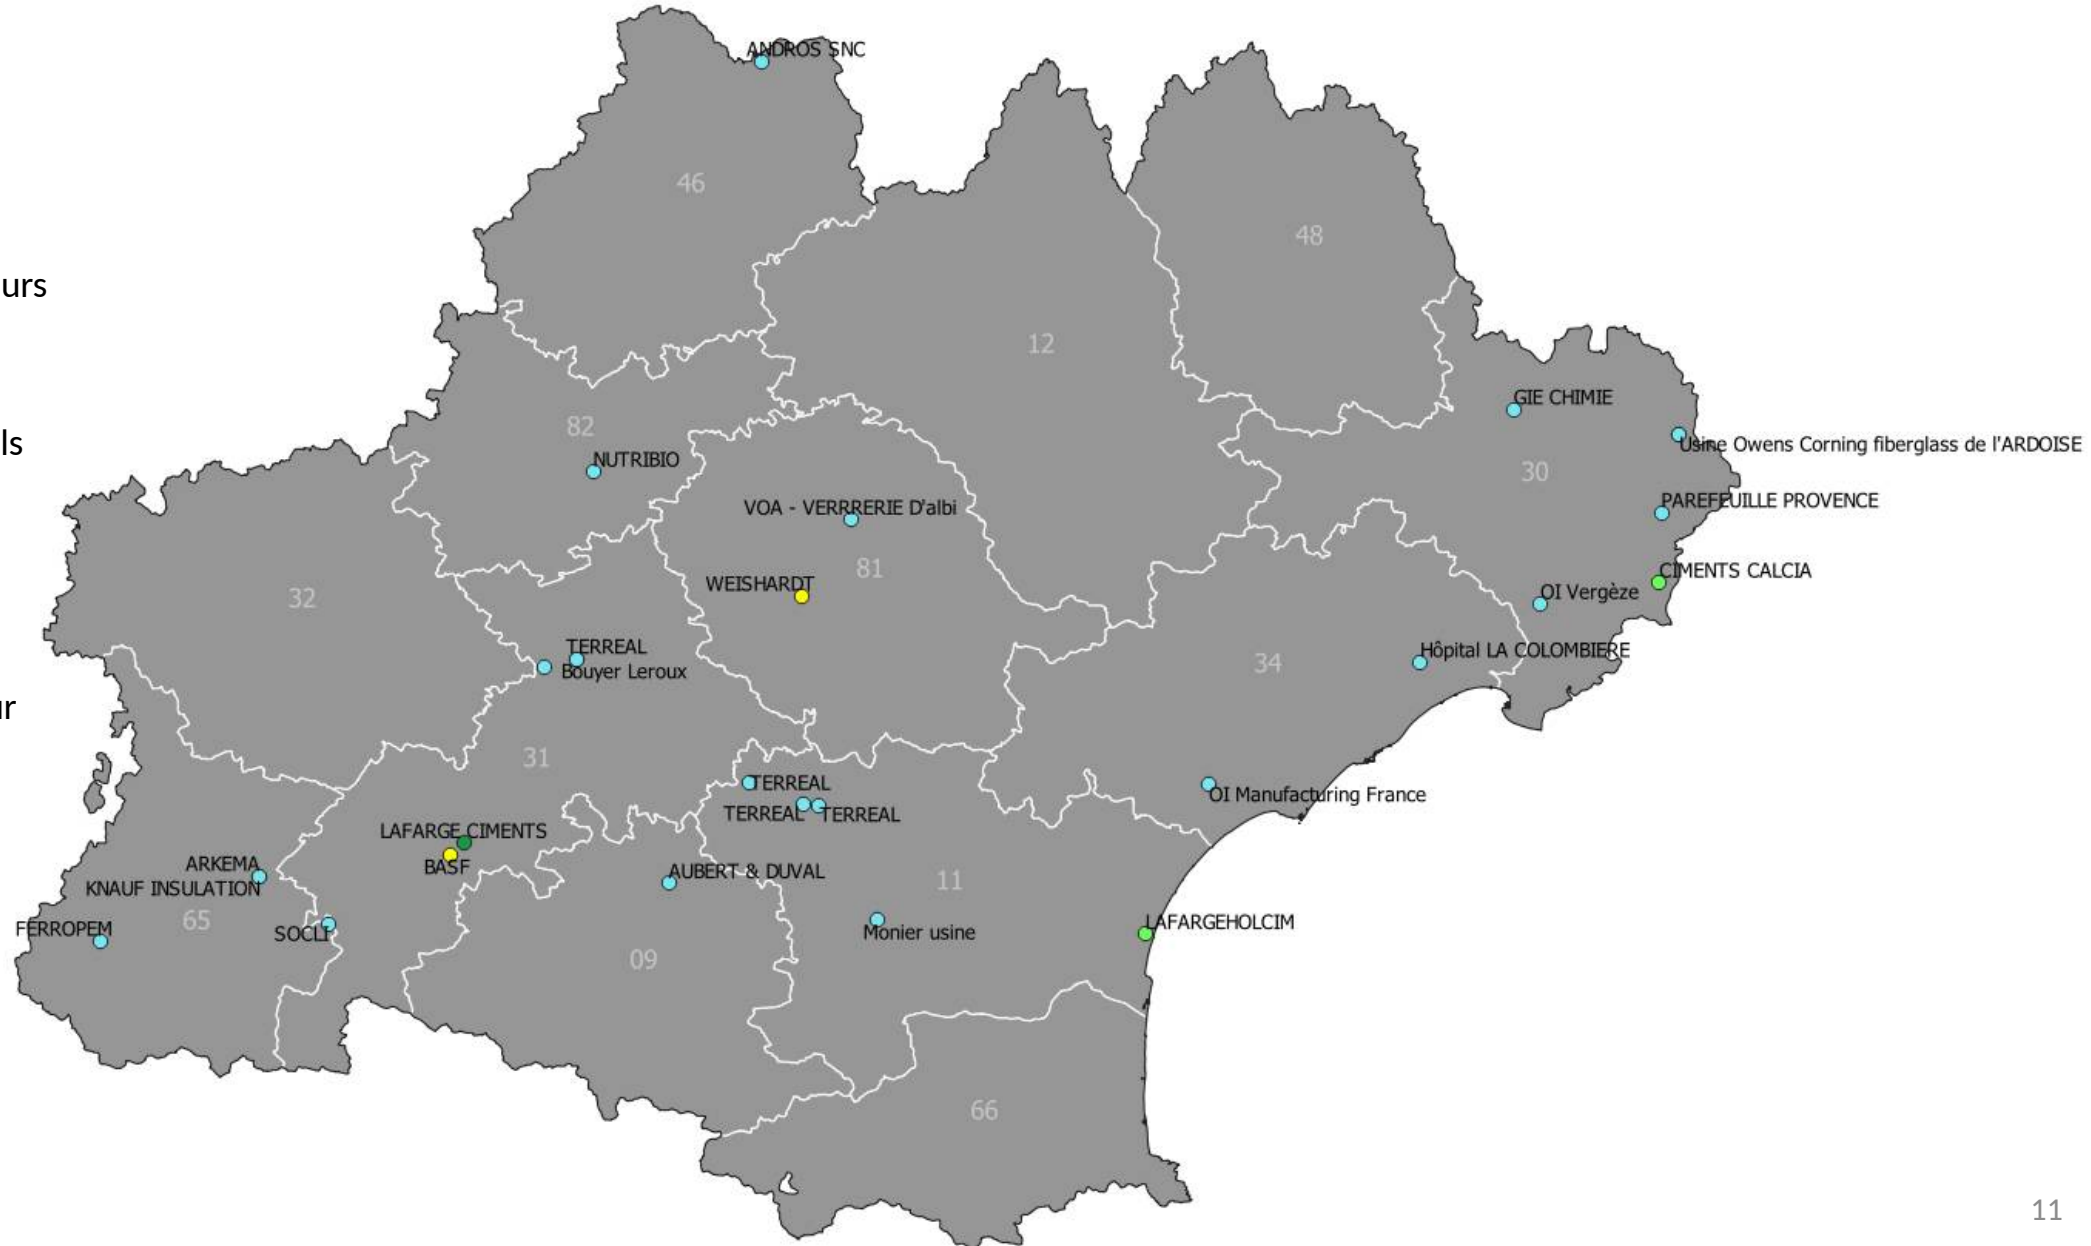 ANDROS SNC
46
48
urs
12
GIE CHIMIE
82
ls
Usine Owens Corning fiberglass de l'ARDOISE
NUTRIBIO
30
PAREFEUILLE PROVENCE
VOA - VERRRERIE D'albi
81
CIMENTS CALCIA
WEISHARDT
OI Vergèze
32
TERREAL
Hôpital LA COLOMBIERE
34
Bouyer Leroux
ur
31
TERREAL
OI Manufacturing France
TERREAL
TERREAL
LAFARGE CIMENTS
ARKEMA
BASF
AUBERT & DUVAL
11
KNAUF INSULATION
65
LAFARGEHOLCIM
FERROPEM
SOCLI
Monier usine
09
66
11